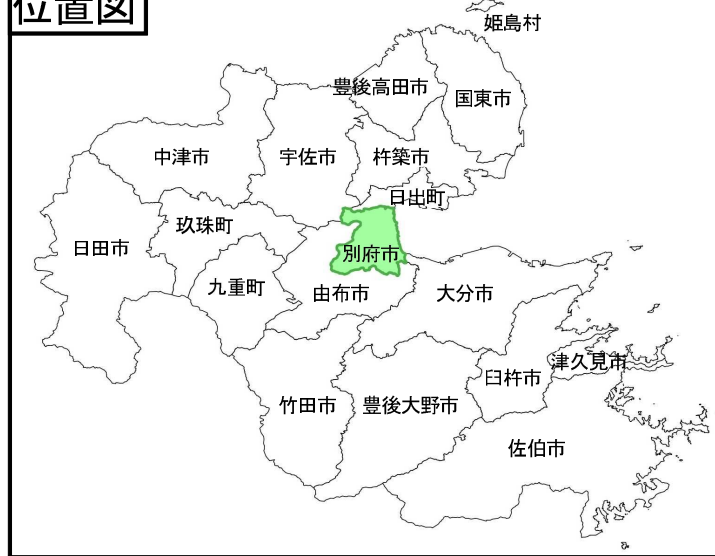 位置図
姫島村
豊後高田市
国東市
中津市
宇佐市
杵築市
日出町
玖珠町
日田市
別府市
九重町
由布市
大分市
津久見市
臼杵市
竹田市
豊後大野市
佐伯市